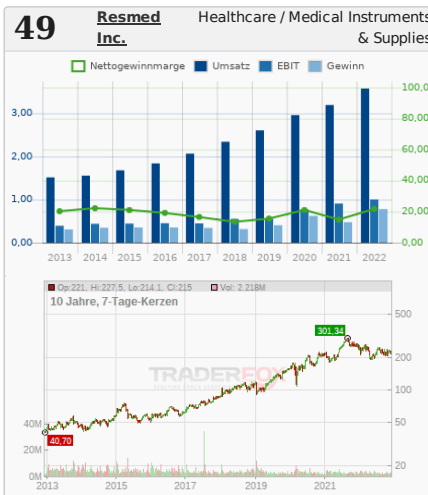 49 Resmed Inc. Healthcare / Medical Instruments & Supplies
Nettogewinnmarge Umsatz EBIT Gewinn
3,00
2,00
1,00
0,00
100,0
80,00
60,00
40,00
20,00
0,00
2013 2014 2015 2016 2017 2018 2019 2020 2021 2022
Op:221, Hi:227,5, Lo:214.1, Cl:215 Vol: 2.218M
10 Jahre, 7-Tage-Kerzen
301,34
TRADERFOX
40,70
500
200
100
50
20
40M
20M
0M
2013 2015 2017 2019 2021